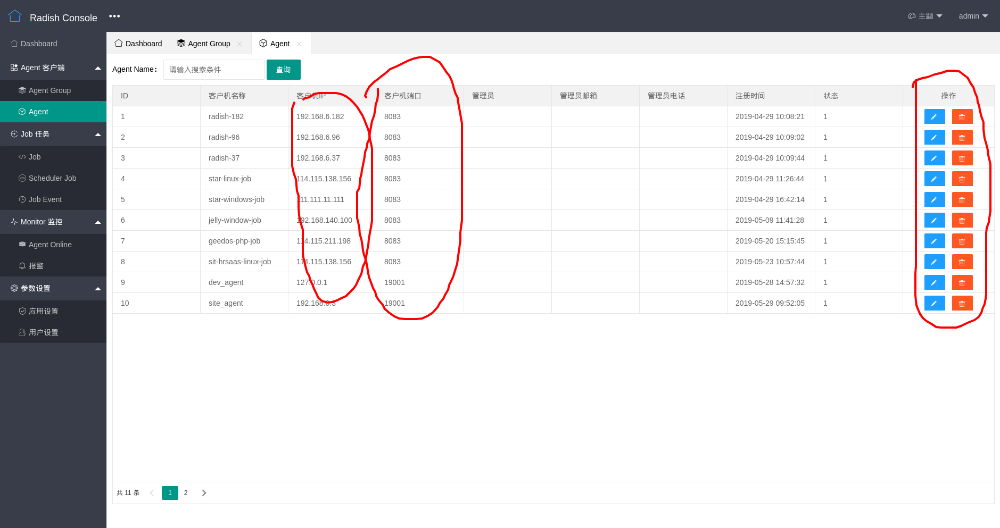 Radish Console •••
主题
admin
Dashboard
Agent 客户端
Agent Group
Agent
Job 任务
Job
Scheduler Job
Job Event
Monitor 监控
Agent Online
报警
参数设置
应用设置
用户设置
Dashboard Agent Group Agent
Agent Name： 请输入搜索条件 查询
ID 客户机名称 客户机IP 客户机端口 管理员 管理员邮箱 管理员电话 注册时间 状态 操作
1 radish-182 192.168.6.182 8083 2019-04-29 10:08:21 1
2 radish-96 192.168.6.96 8083 2019-04-29 10:09:02 1
3 radish-37 192.168.6.37 8083 2019-04-29 10:09:44 1
4 star-linux-job 114.115.138.156 8083 2019-04-29 11:26:44 1
5 star-windows-job 111.111.11.111 8083 2019-04-29 16:42:14 1
6 jelly-window-job 192.168.140.100 8083 2019-05-09 11:41:28 1
7 geedos-php-job 114.115.211.198 8083 2019-05-20 15:15:45 1
8 sit-hrsaas-linux-job 114.115.138.156 8083 2019-05-23 10:57:44 1
9 dev_agent 127.0.0.1 19001 2019-05-28 14:57:32 1
10 site_agent 19001 2019-05-29 09:52:05 1
共 11 条 1 2